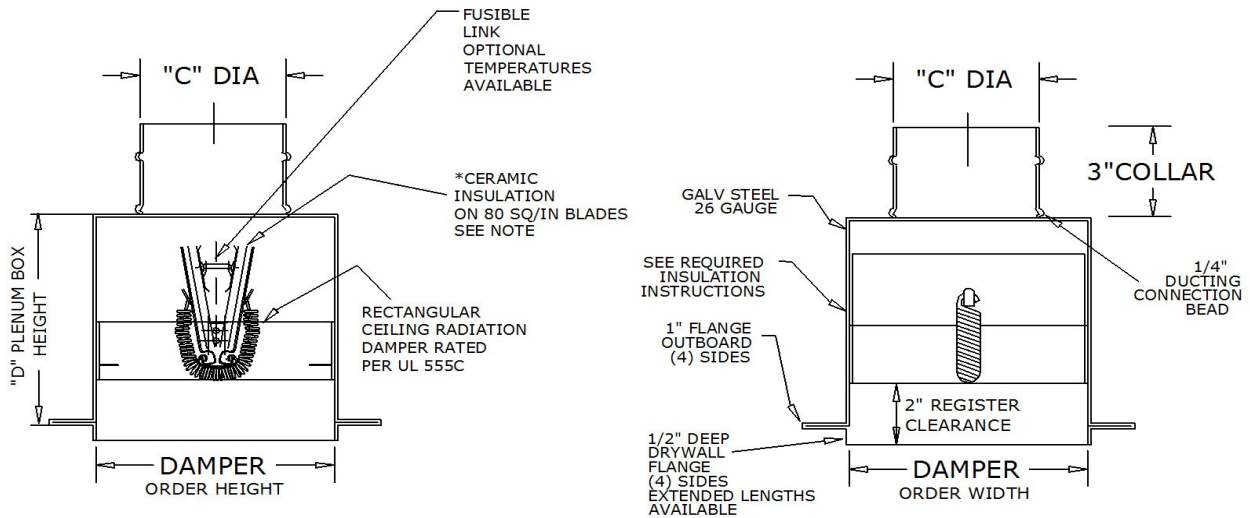 FUSIBLE
LINK
OPTIONAL
TEMPERATURES
AVAILABLE
"C" DIA
*CERAMIC
INSULATION
ON 80 SQ/IN BLADES
SEE NOTE
"D" PLENUM BOX
HEIGHT
RECTANGULAR
CEILING RADIATION
DAMPER RATED
PER UL 555C
DAMPER
ORDER HEIGHT
"C" DIA
3"COLLAR
GALV STEEL
26 GAUGE
SEE REQUIRED
INSULATION
INSTRUCTIONS
1/4"
DUCTING
CONNECTION
BEAD
1" FLANGE
OUTBOARD
(4) SIDES
2" REGISTER
CLEARANCE
1/2" DEEP
DRYWALL
FLANGE
(4) SIDES
EXTENDED LENGTHS
AVAILABLE
DAMPER
ORDER WIDTH